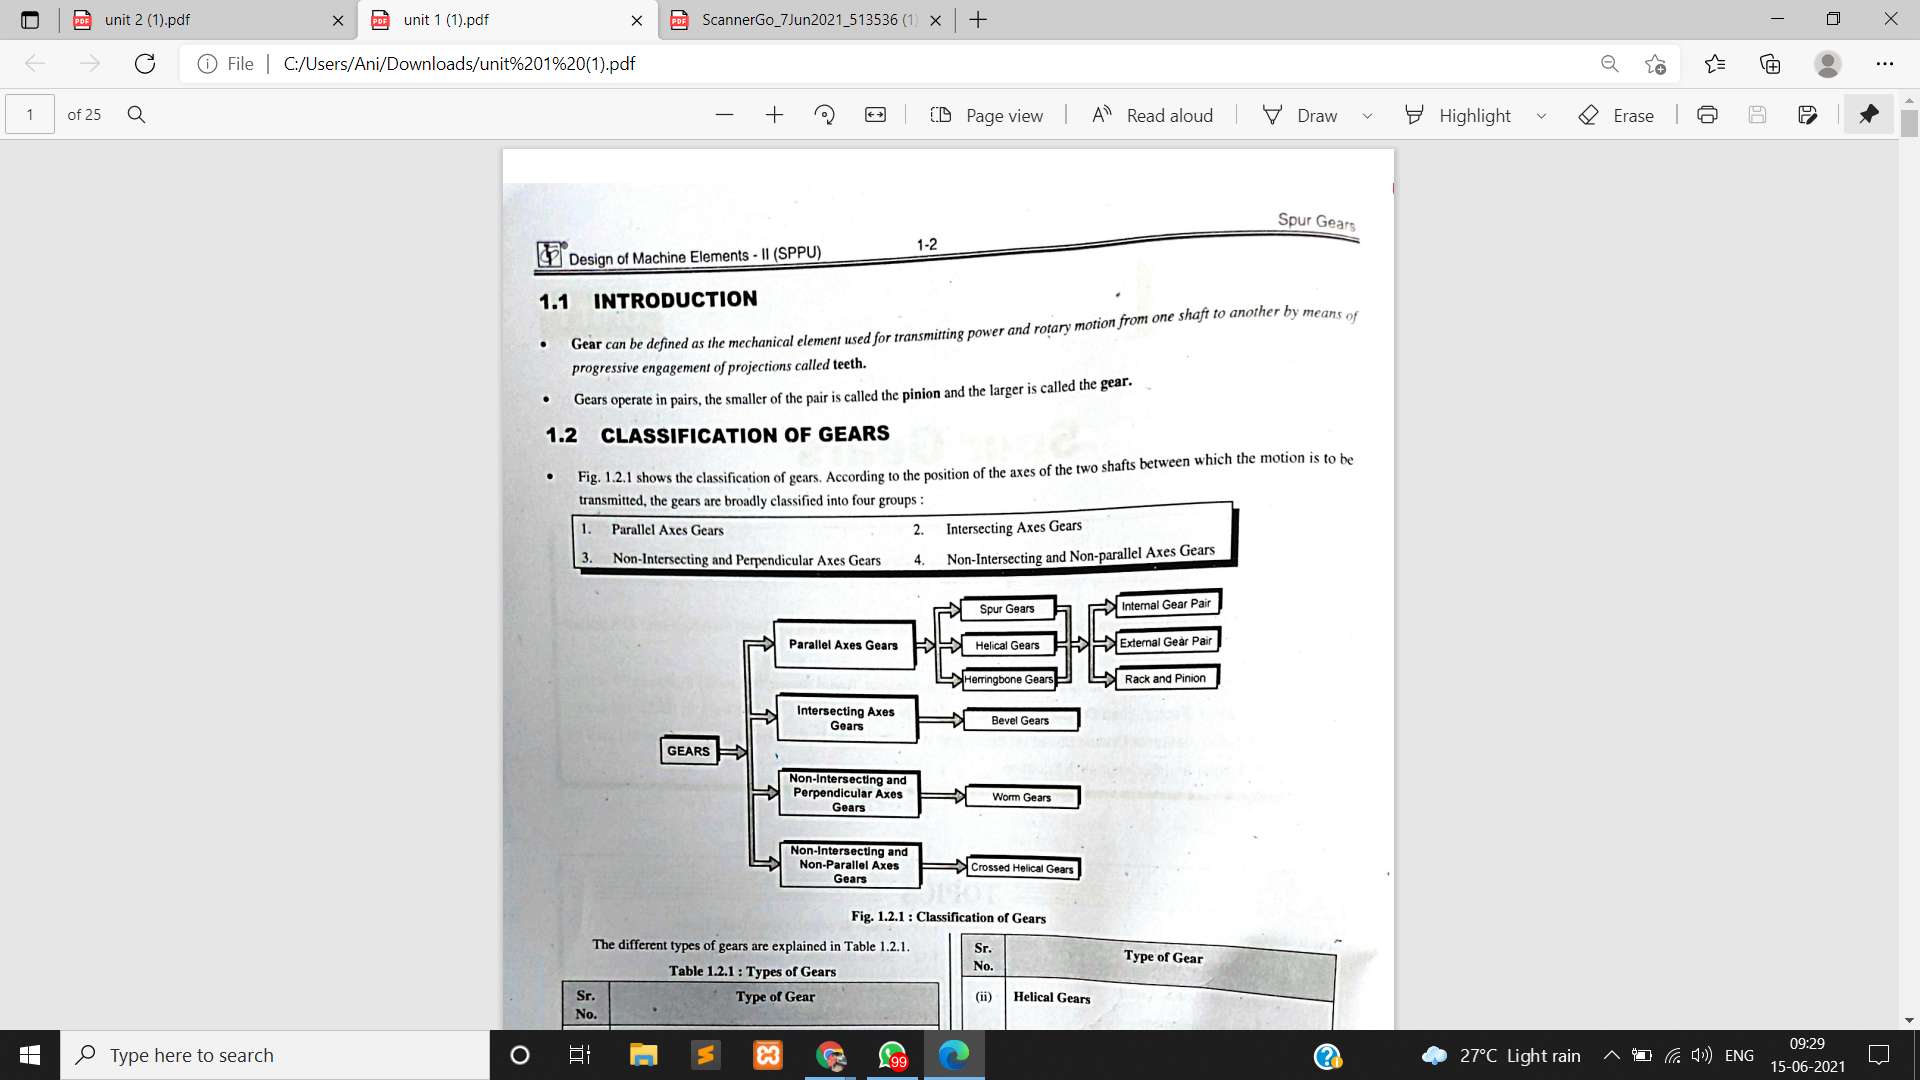 unit 2 (1).pdf
unit 1 (1).pdf
ScannerGo_7Jun2021_513536 (1)
File
C:/Users/Ani/Downloads/unit%201%20(1).pdf
1 of 25
Page view
Read aloud
Draw
Highlight
Erase
Spur Gears
Design of Machine Elements - II (SPPU)
1-2
1.1 INTRODUCTION
• Gear can be defined as the mechanical element used for transmitting power and rotary motion from one shaft to another by means of
progressive engagement of projections called teeth.
• Gears operate in pairs, the smaller of the pair is called the pinion and the larger is called the gear.
1.2 CLASSIFICATION OF GEARS
• Fig. 1.2.1 shows the classification of gears. According to the position of the axes of the two shafts between which the motion is to be
transmitted, the gears are broadly classified into four groups :
1. Parallel Axes Gears 2. Intersecting Axes Gears
3. Non-Intersecting and Perpendicular Axes Gears 4. Non-Intersecting and Non-parallel Axes Gears
GEARS
Parallel Axes Gears
Spur Gears
Helical Gears
Herringbone Gears
Internal Gear Pair
External Gear Pair
Rack and Pinion
Intersecting Axes
Gears
Bevel Gears
Non-Intersecting and
Perpendicular Axes
Gears
Worm Gears
Non-Intersecting and
Non-Parallel Axes
Gears
Crossed Helical Gears
Fig. 1.2.1 : Classification of Gears
The different types of gears are explained in Table 1.2.1.
Table 1.2.1 : Types of Gears
Sr.
No.
Type of Gear
Sr.
No.
Type of Gear
(ii) Helical Gears
Type here to search
99
27°C Light rain
ENG
09:29
15-06-2021